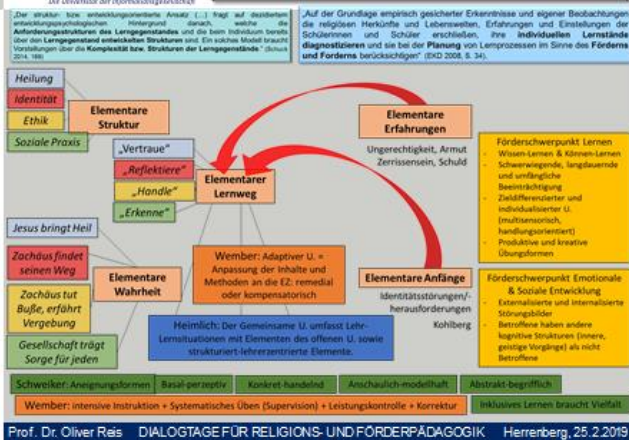 Die Universität der Informationsgesellschaft
„Der struktur- bzw. entwicklungsorientierte Ansatz (…) fragt auf dezidiertem
entwicklungspsychologischen Hintergrund danach, welche die
Anforderungsstrukturen des Lerngegenstandes und die beim Individuum bereits
über den Lerngegenstand entwickelten Strukturen sind. Ein solches Modell braucht
Vorstellungen über die Komplexität bzw. Strukturen der Lerngegenstände.“ (Schuck
2014, 166)
„Auf der Grundlage empirisch gesicherter Erkenntnisse und eigener Beobachtungen
die religiösen Herkünfte und Lebenswelten, Erfahrungen und Einstellungen der
Schülerinnen und Schüler erschließen, ihre individuellen Lernstände
diagnostizieren und sie bei der Planung von Lernprozessen im Sinne des Förderns
und Forderns berücksichtigen“ (EKD 2008, S. 34).
Heilung
Identität
Ethik
Soziale Praxis
Elementare
Struktur
„Vertraue“
„Reflektiere“
„Handle“
„Erkenne“
Elementarer
Lernweg
Elementare
Erfahrungen
Ungerechtigkeit, Armut
Zerrissensein, Schuld
Förderschwerpunkt Lernen
- Wissen-Lernen & Können-Lernen
- Schwerwiegende, langdauernde
und umfängliche
Beeinträchtigung
- Zieldifferenzierter und
individualisierter U.
(multisensorisch,
handlungsorientiert)
- Produktive und kreative
Übungsformen
Jesus bringt Heil
Zachäus findet
seinen Weg
Zachäus tut
Buße, erfährt
Vergebung
Gesellschaft trägt
Sorge für jeden
Elementare
Wahrheit
Wember: Adaptiver U. =
Anpassung der Inhalte und
Methoden an die EZ: remedial
oder kompensatorisch
Heimlich: Der Gemeinsame U. umfasst Lehr-
Lernsituationen mit Elementen des offenen U. sowie
strukturiert-lehrerzentrierte Elemente.
Elementare Anfänge
Identitätsstörungen/-
herausforderungen
Kohlberg
Förderschwerpunkt Emotionale
& Soziale Entwicklung
- Externalisierte und internalisierte
Störungsbilder
- Betroffene haben andere
kognitive Strukturen (innere,
geistige Vorgänge) als nicht
Betroffene
Schweiker: Aneignungsformen Basal-perzeptiv Konkret-handelnd Anschaulich-modellhaft Abstrakt-begrifflich
Wember: intensive Instruktion + Systematisches Üben (Supervision) + Leistungskontrolle + Korrektur Inklusives Lernen braucht Vielfalt
Prof. Dr. Oliver Reis DIALOGTAGE FÜR RELIGIONS- UND FÖRDERPÄDAGOGIK Herrenberg, 25.2.2019